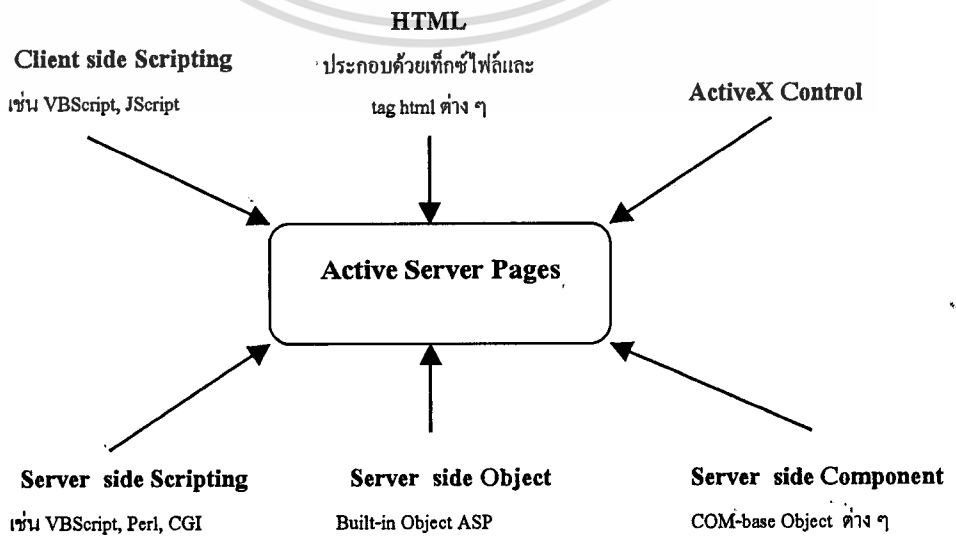 HTML
Client side Scripting
ประกอบด้วยเท็กซ์ไฟล์และ
เช่น VBScript, JScript
tag html ต่าง ๆ
ActiveX Control
Active Server Pages
Server side Scripting
Server side Object
Server side Component
เช่น VBScript, Perl, CGI
Built-in Object ASP
COM-base Object ต่าง ๆ